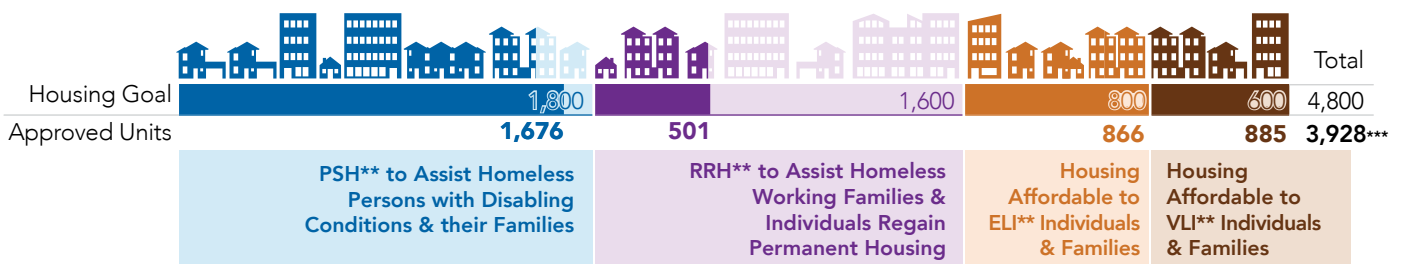 Total
Housing Goal 1,800 1,600 800 600 4,800
Approved Units 1,676 501 866 885 3,928***
PSH** to Assist Homeless
Persons with Disabling
Conditions & their Families
RRH** to Assist Homeless
Working Families &
Individuals Regain
Permanent Housing
Housing
Affordable to
ELI** Individuals
& Families
Housing
Affordable to
VLI** Individuals
& Families